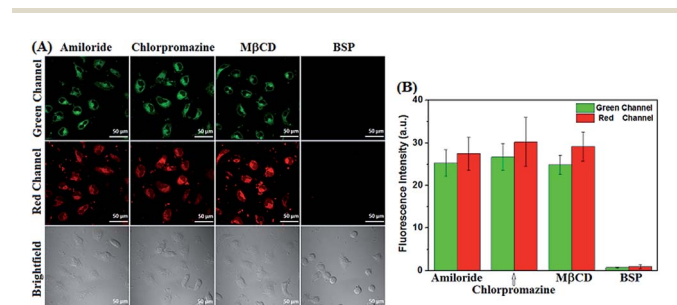 (A)
Amiloride Chlorpromazine MβCD BSP
Green Channel
50 μm 50 μm 50 μm 50 μm
Red Channel
50 μm 50 μm 50 μm 50 μm
Brightfield
50 μm 50 μm 50 μm 50 μm
(B)
Green Channel
Red Channel
Fluorescence Intensity (a.u.)
40
30
20
10
0
Amiloride MβCD BSP
Chlorpromazine